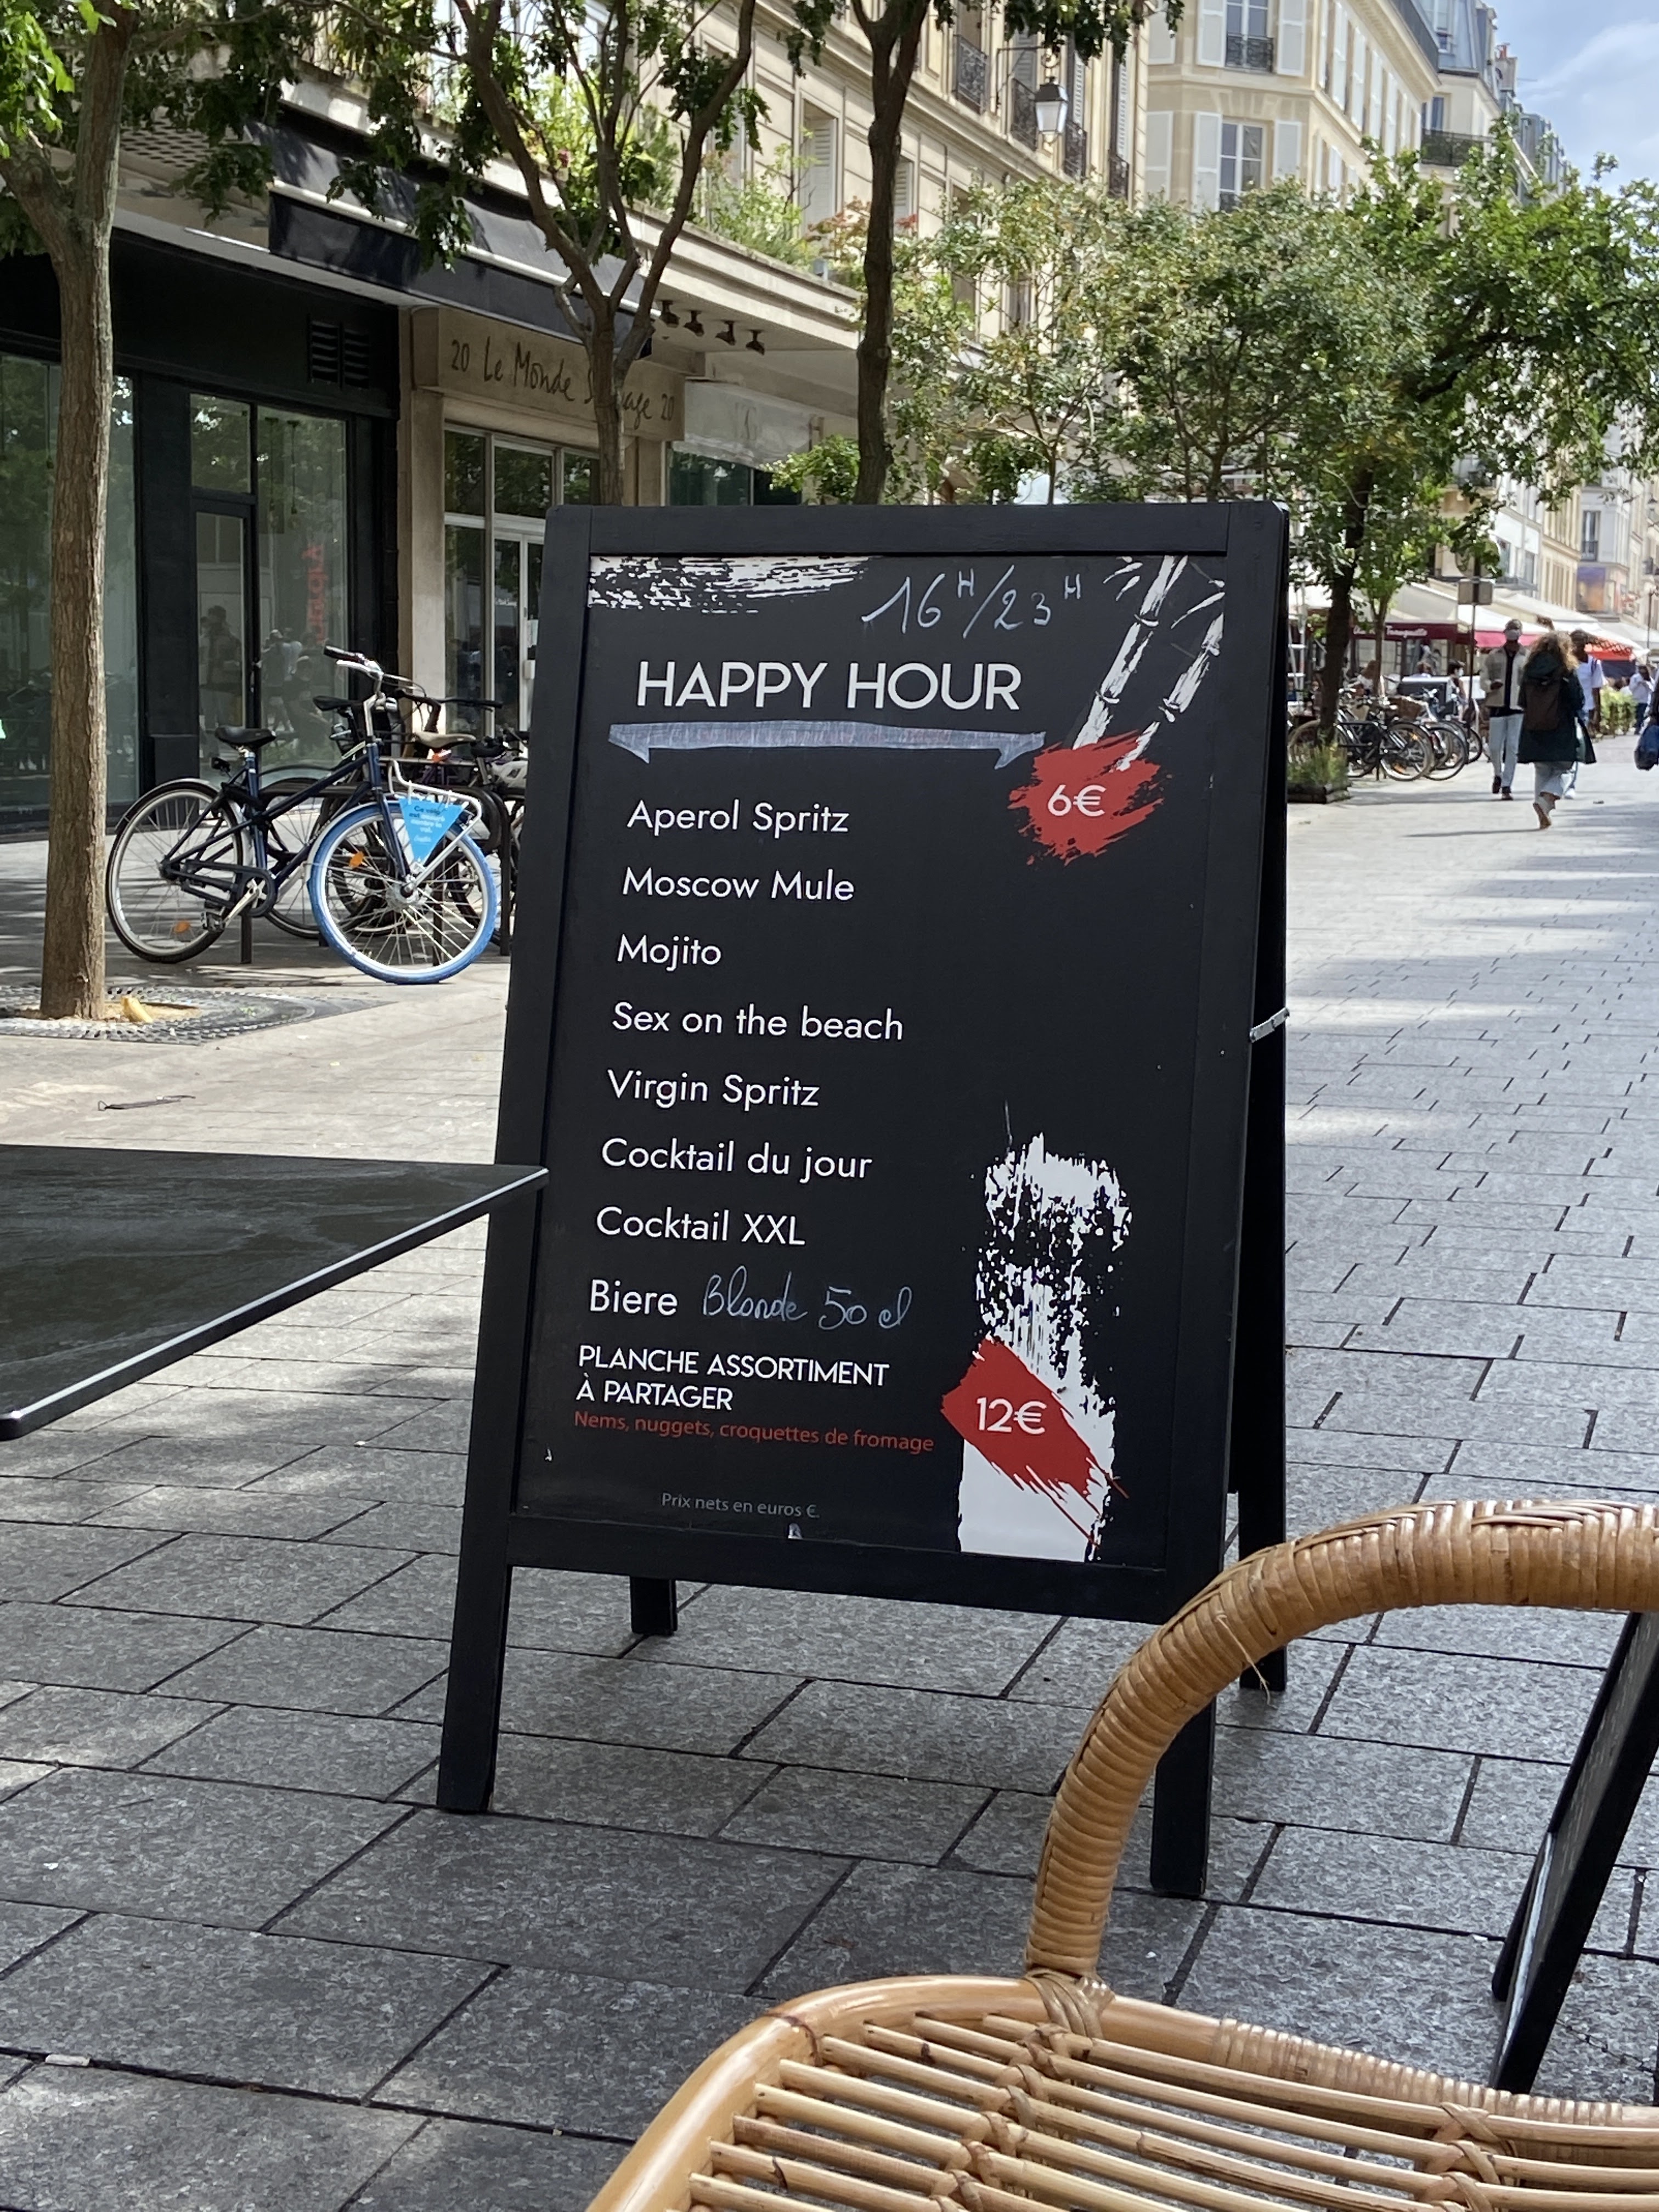 20 Le Monde 20
16H/23H
HAPPY HOUR
6€
Aperol Spritz
Moscow Mule
Mojito
Sex on the beach
Virgin Spritz
Cocktail du jour
Cocktail XXL
Biere Blonde 50 cl
PLANCHE ASSORTIMENT
À PARTAGER
12€
Nems, nuggets, croquettes de fromage
Prix nets en euros €.